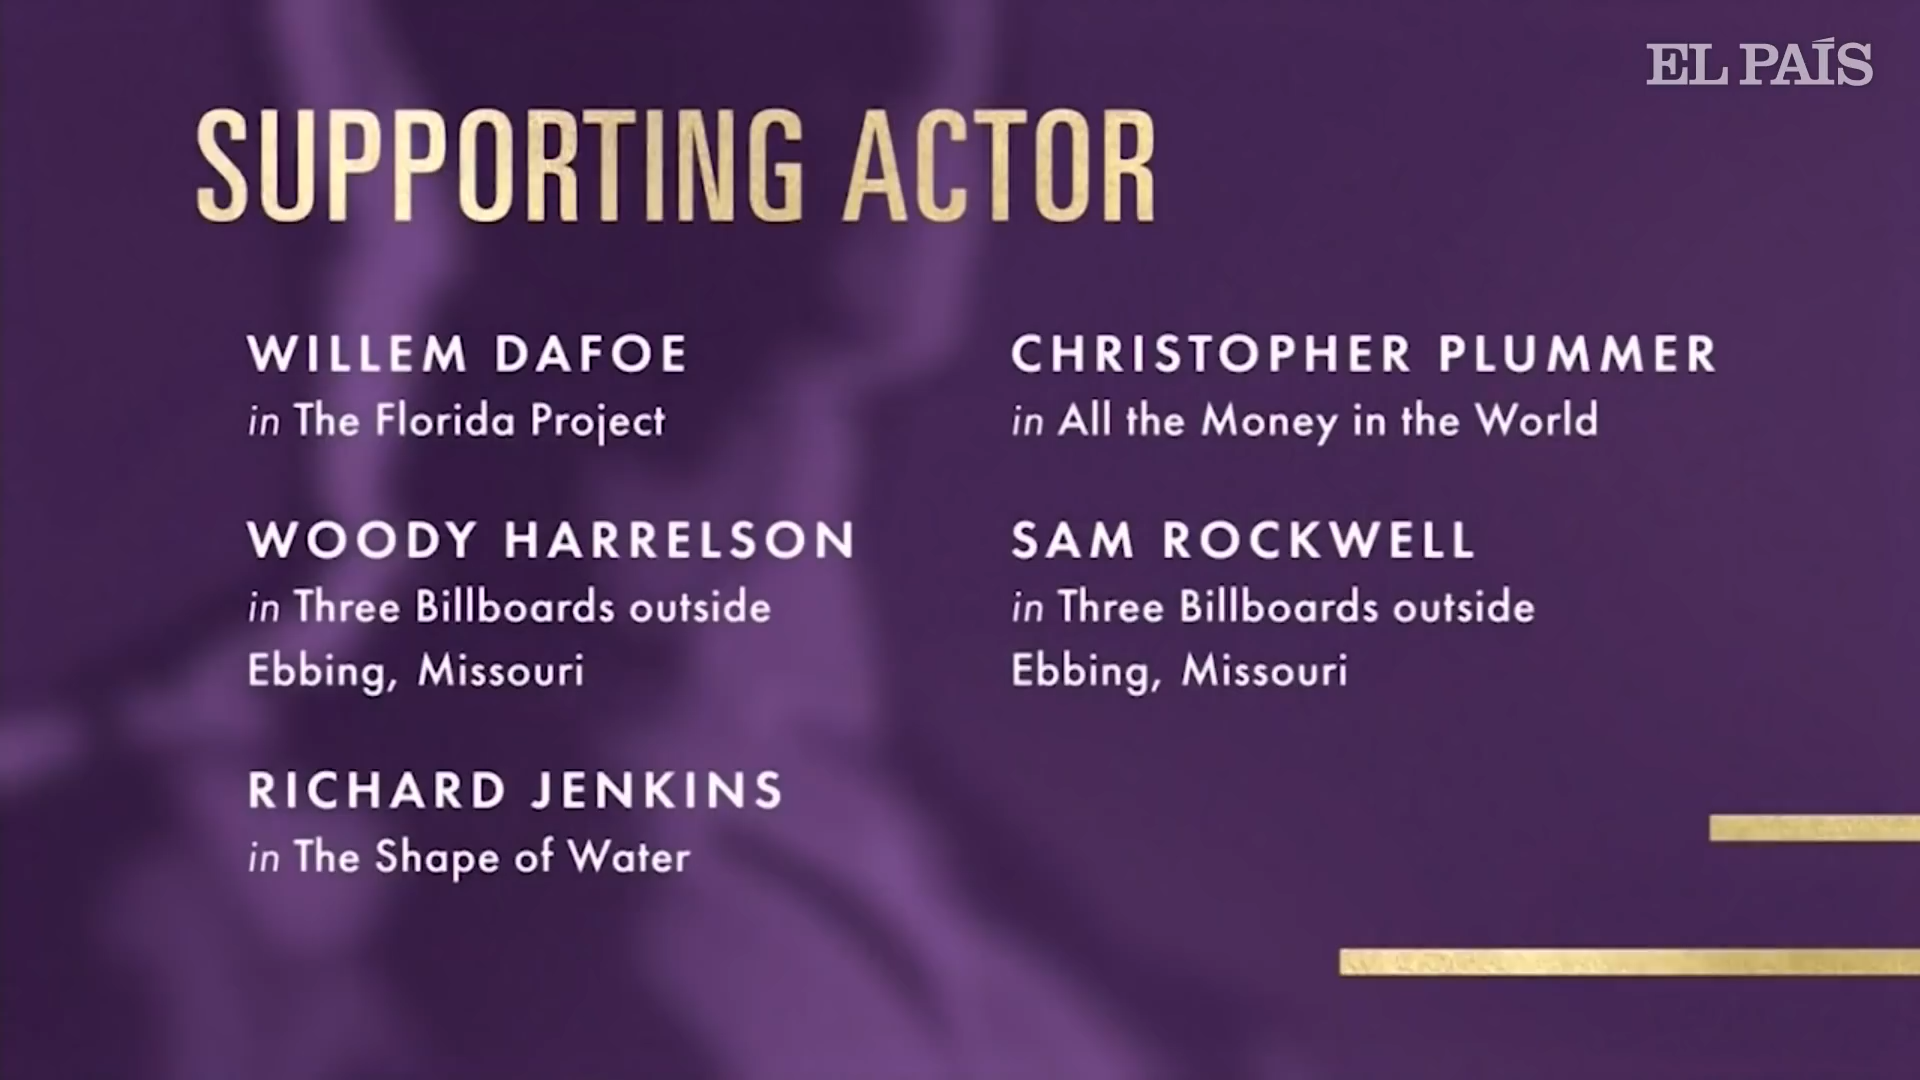 EL PAÍS
SUPPORTING ACTOR
WILLEM DAFOE
in The Florida Project
WOODY HARRELSON
in Three Billboards outside
Ebbing, Missouri
RICHARD JENKINS
in The Shape of Water
CHRISTOPHER PLUMMER
in All the Money in the World
SAM ROCKWELL
in Three Billboards outside
Ebbing, Missouri